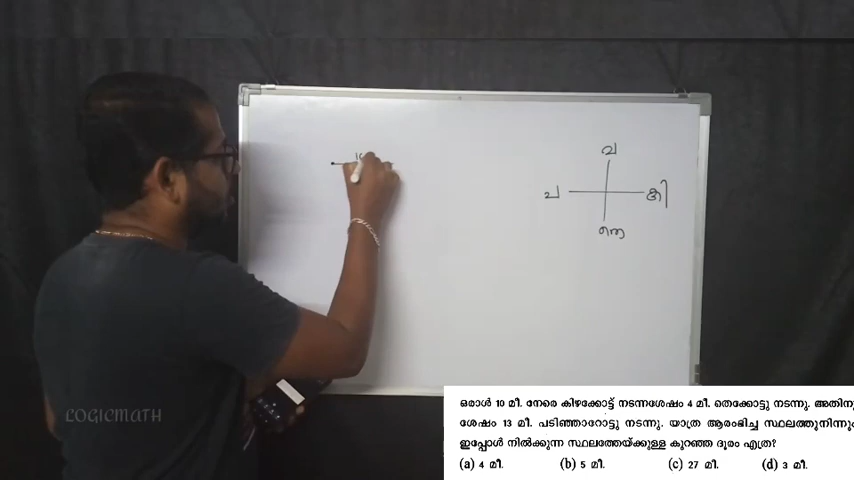 വ
പ
കി
തെ
LOGICMATH
ഒരാൾ 10 മീ. നേരെ കിഴക്കോട്ട് നടന്നശേഷം 4 മീ. തെക്കോട്ടു നടന്നു. അതിനു
ശേഷം 13 മീ. പടിഞ്ഞാറോട്ടു നടന്നു. യാത്ര ആരംഭിച്ച സ്ഥലത്തുനിന്നും
ഇപ്പോൾ നിൽക്കുന്ന സ്ഥലത്തേയ്ക്കുള്ള കുറഞ്ഞ ദൂരം എത്ര?
(a) 4 മീ. (b) 5 മീ. (c) 27 മീ. (d) 3 മീ.